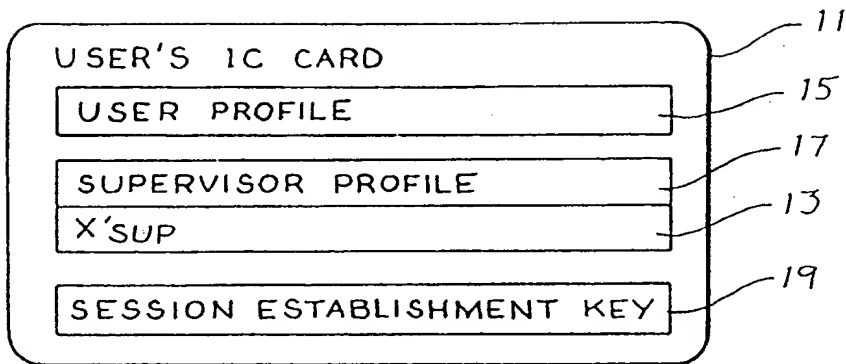 11
USER'S IC CARD
15
USER PROFILE
17
SUPERVISOR PROFILE
13
X'SUP
19
SESSION ESTABLISHMENT KEY